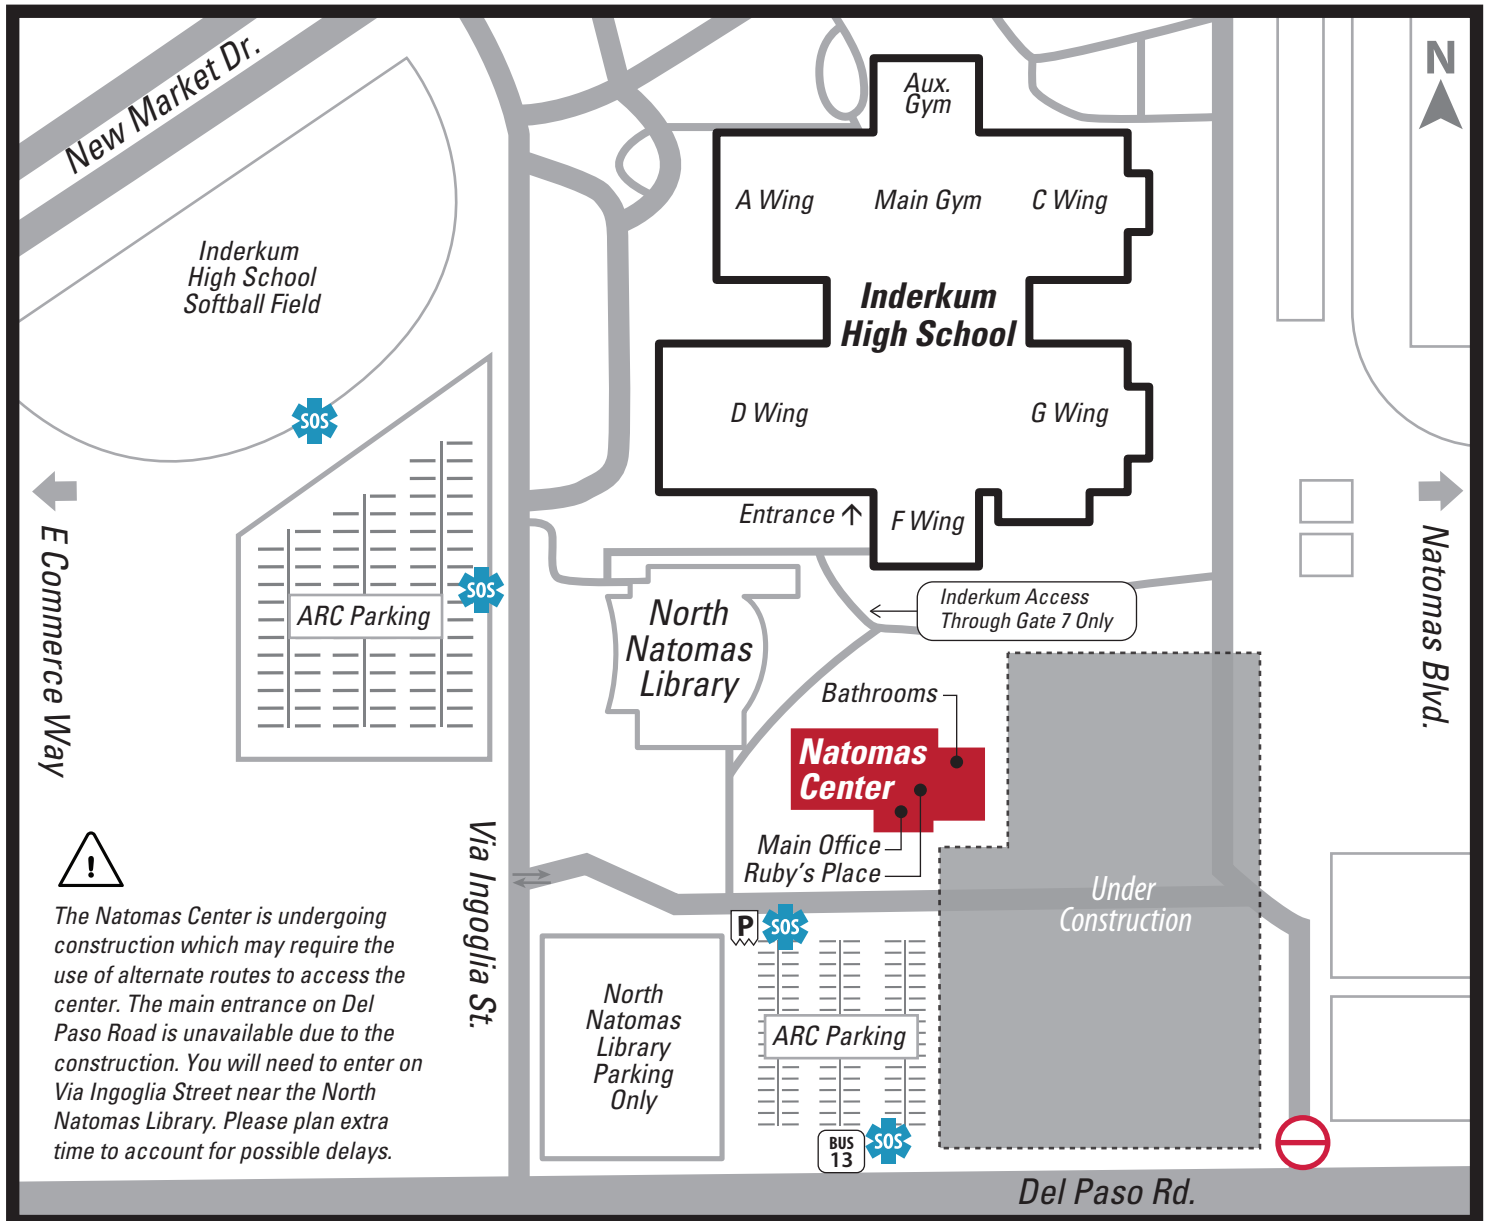 New Market Dr.
N
Aux.
Gym
A Wing
Main Gym
C Wing
Inderkum
High School
Softball Field
Inderkum
High School
SOS
D Wing
G Wing
Entrance
F Wing
E Commerce Way
Natomas Blvd.
SOS
ARC Parking
Inderkum Access
Through Gate 7 Only
North
Natomas
Library
Bathrooms
Natomas
Center
Main Office
Ruby's Place
Via Ingoglia St.
!
The Natomas Center is undergoing
construction which may require the
use of alternate routes to access the
center. The main entrance on Del
Paso Road is unavailable due to the
construction. You will need to enter on
Via Ingoglia Street near the North
Natomas Library. Please plan extra
time to account for possible delays.
Under
Construction
P
SOS
North
Natomas
Library
Parking
Only
ARC Parking
BUS
13
SOS
Del Paso Rd.